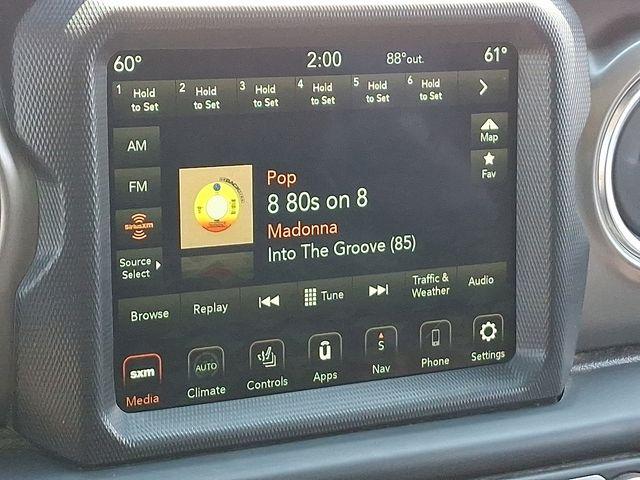 60° 2:00 88°out. 61°
1 Hold to Set 2 Hold to Set 3 Hold to Set 4 Hold to Set 5 Hold to Set 6 Hold to Set
AM
FM
SiriusXM
Source Select
Map
Fav
Pop
8 80s on 8
Madonna
Into The Groove (85)
Browse Replay Tune Traffic & Weather Audio
sxm AUTO û S
Media Climate Controls Apps Nav Phone Settings